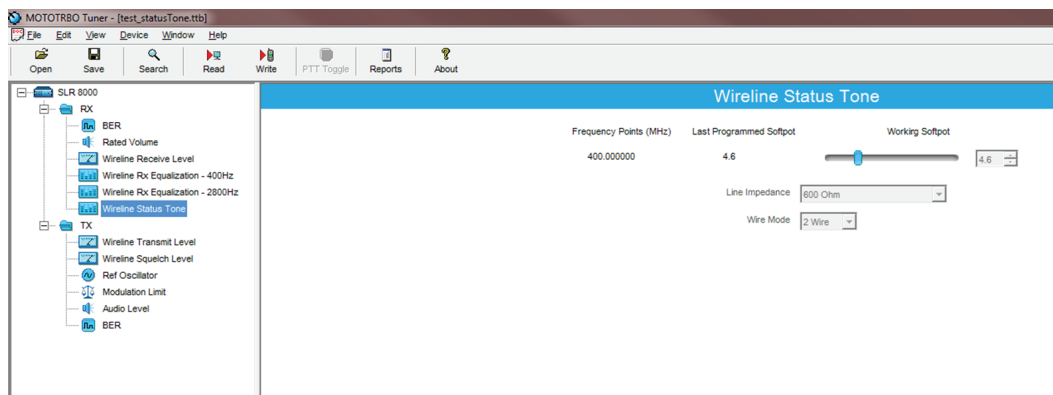 MOTOTRBO Tuner - [test_statusTone.ttb]
File Edit View Device Window Help
Open Save Search Read Write PTT Toggle Reports About
SLR 8000
RX
BER
Rated Volume
Wireline Receive Level
Wireline Rx Equalization - 400Hz
Wireline Rx Equalization - 2800Hz
Wireline Status Tone
TX
Wireline Transmit Level
Wireline Squelch Level
Ref Oscillator
Modulation Limit
Audio Level
BER
Wireline Status Tone
Frequency Points (MHz) Last Programmed Softpot Working Softpot
400.000000 4.6 4.6
Line Impedance 600 Ohm
Wire Mode 2 Wire